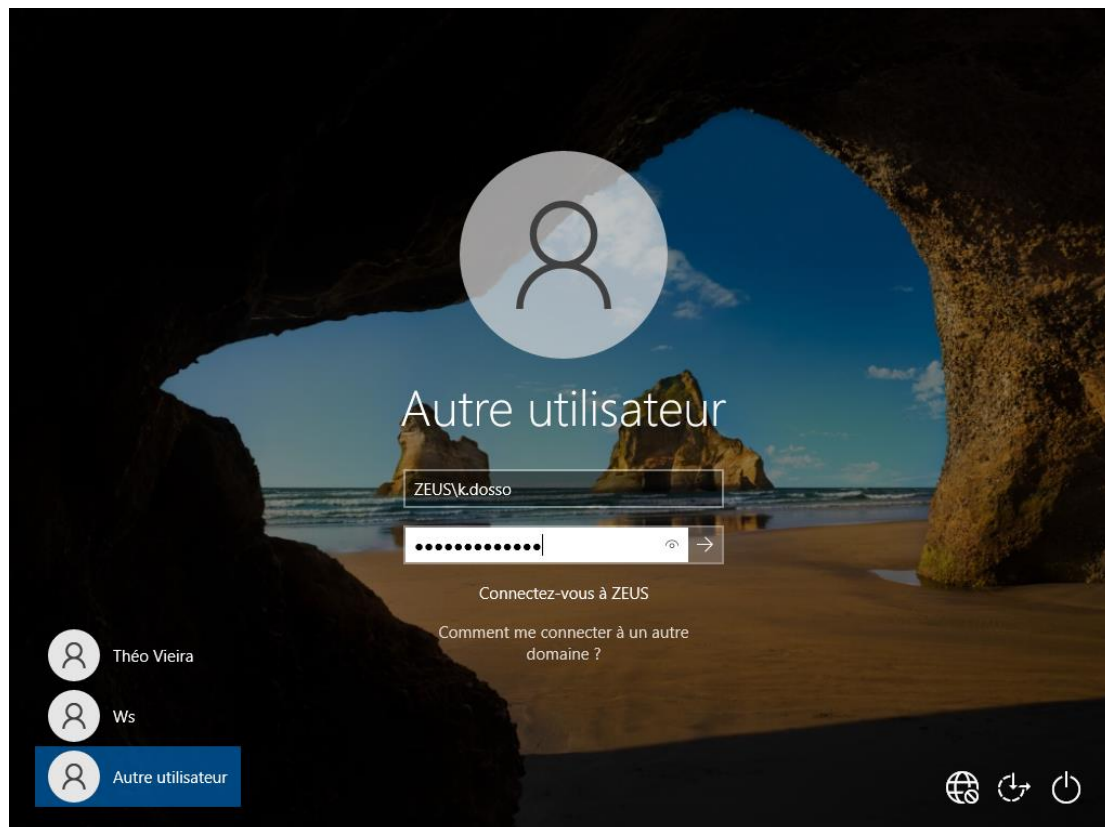 Autre utilisateur
ZEUS\k.dosso
Connectez-vous à ZEUS
Comment me connecter à un autre
domaine ?
Théo Vieira
Ws
Autre utilisateur